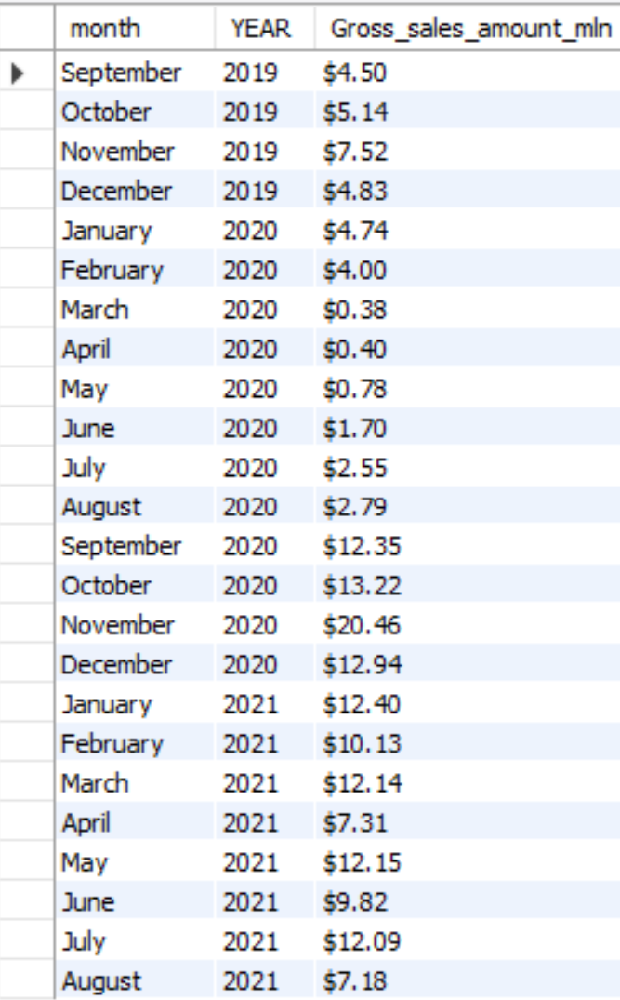 month YEAR Gross_sales_amount_mln
September 2019 $4.50
October 2019 $5.14
November 2019 $7.52
December 2019 $4.83
January 2020 $4.74
February 2020 $4.00
March 2020 $0.38
April 2020 $0.40
May 2020 $0.78
June 2020 $1.70
July 2020 $2.55
August 2020 $2.79
September 2020 $12.35
October 2020 $13.22
November 2020 $20.46
December 2020 $12.94
January 2021 $12.40
February 2021 $10.13
March 2021 $12.14
April 2021 $7.31
May 2021 $12.15
June 2021 $9.82
July 2021 $12.09
August 2021 $7.18